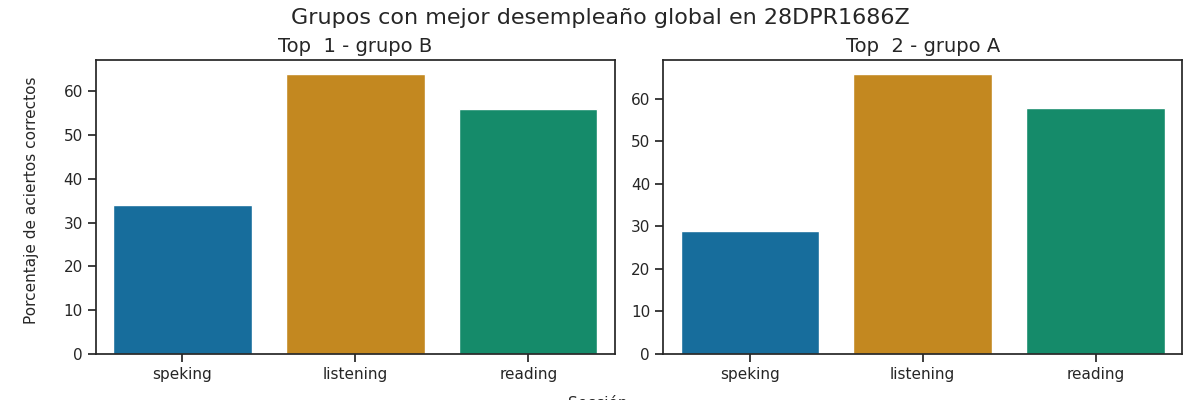 Grupos con mejor desempleaño global en 28DPR1686Z
Top 1 - grupo B
Top 2 - grupo A
Porcentaje de aciertos correctos
60
50
40
30
20
10
0
speking
listening
reading
60
50
40
30
20
10
0
speking
listening
reading
Sección